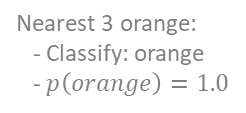 Nearest 3 orange:
- Classify: orange
- p(orange) = 1.0